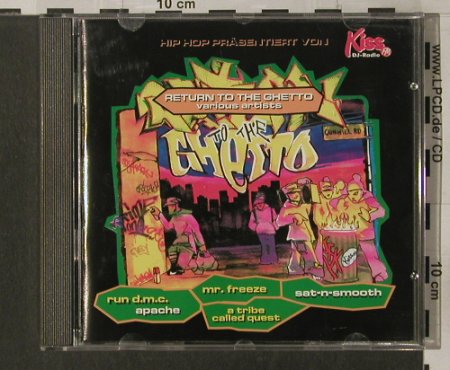 10 cm
HIP HOP PRÄSENTIERT VON
Kiss FM
DJ-Radio
RETURN TO THE GHETTO
various artists
TO THE
GHETTO
run d.m.c.
apache
mr. freeze
a tribe
called quest
sat-n-smooth
www.LPCD.de / CD
10 cm